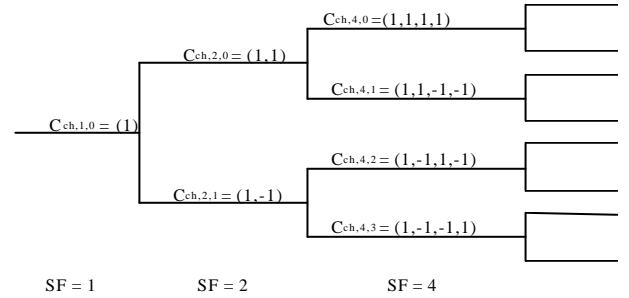 Cch,4,0 = (1,1,1,1)
Cch,2,0 = (1,1)
Cch,4,1 = (1,1,-1,-1)
Cch,1,0 = (1)
Cch,4,2 = (1,-1,1,-1)
Cch,2,1 = (1,-1)
Cch,4,3 = (1,-1,-1,1)
SF = 1 SF = 2 SF = 4